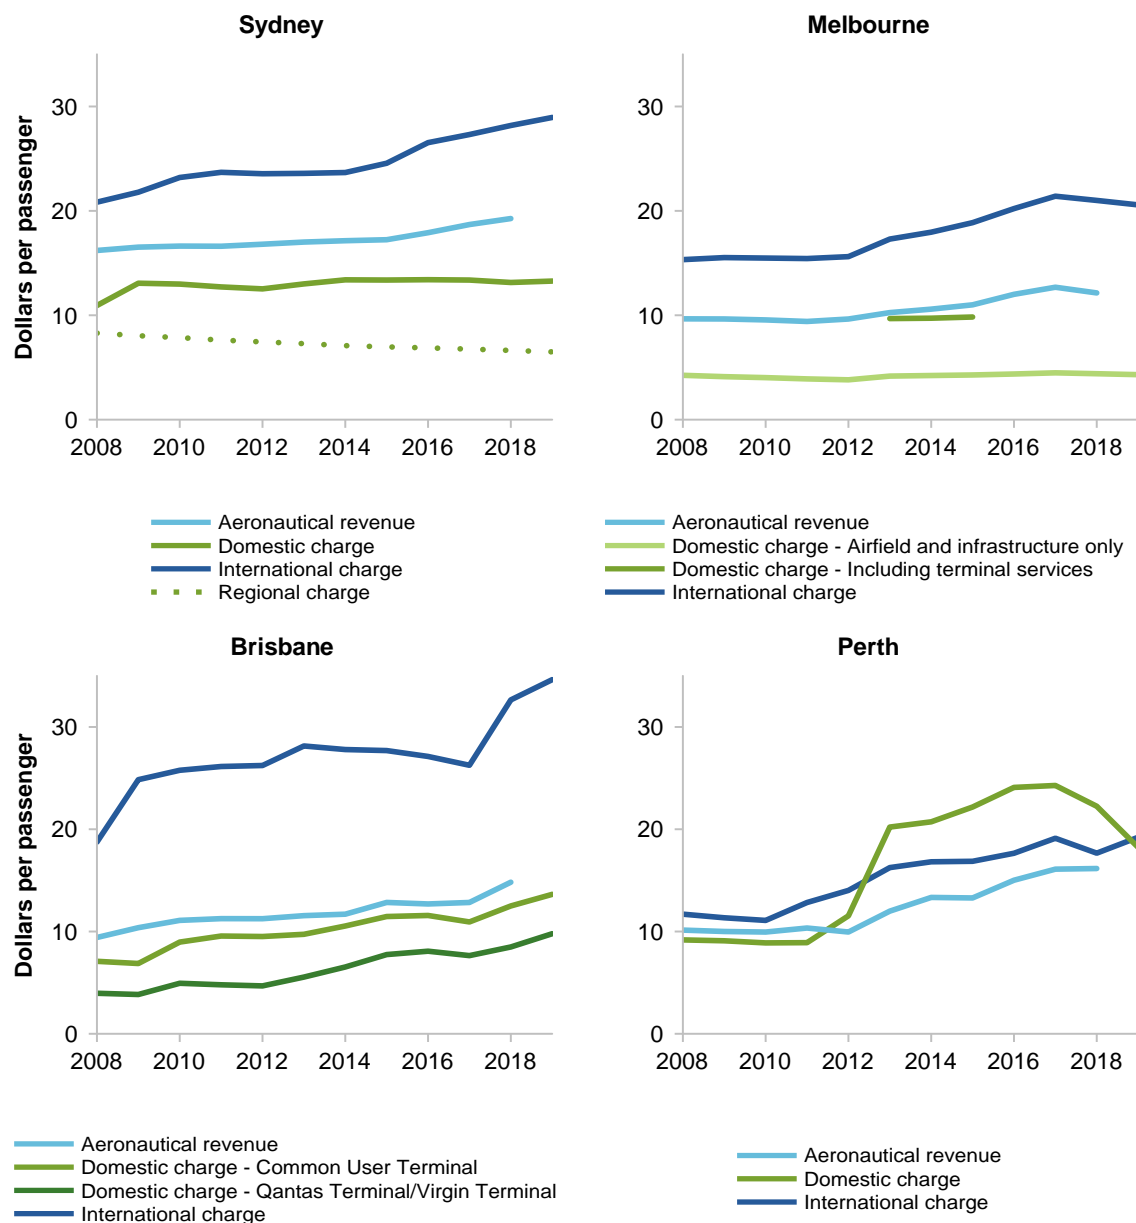 Sydney
Dollars per passenger
30
20
10
0
2008 2010 2012 2014 2016 2018
Aeronautical revenue
Domestic charge
International charge
Regional charge
Melbourne
30
20
10
0
2008 2010 2012 2014 2016 2018
Aeronautical revenue
Domestic charge - Airfield and infrastructure only
Domestic charge - Including terminal services
International charge
Brisbane
Dollars per passenger
30
20
10
0
2008 2010 2012 2014 2016 2018
Aeronautical revenue
Domestic charge - Common User Terminal
Domestic charge - Qantas Terminal/Virgin Terminal
International charge
Perth
30
20
10
0
2008 2010 2012 2014 2016 2018
Aeronautical revenue
Domestic charge
International charge